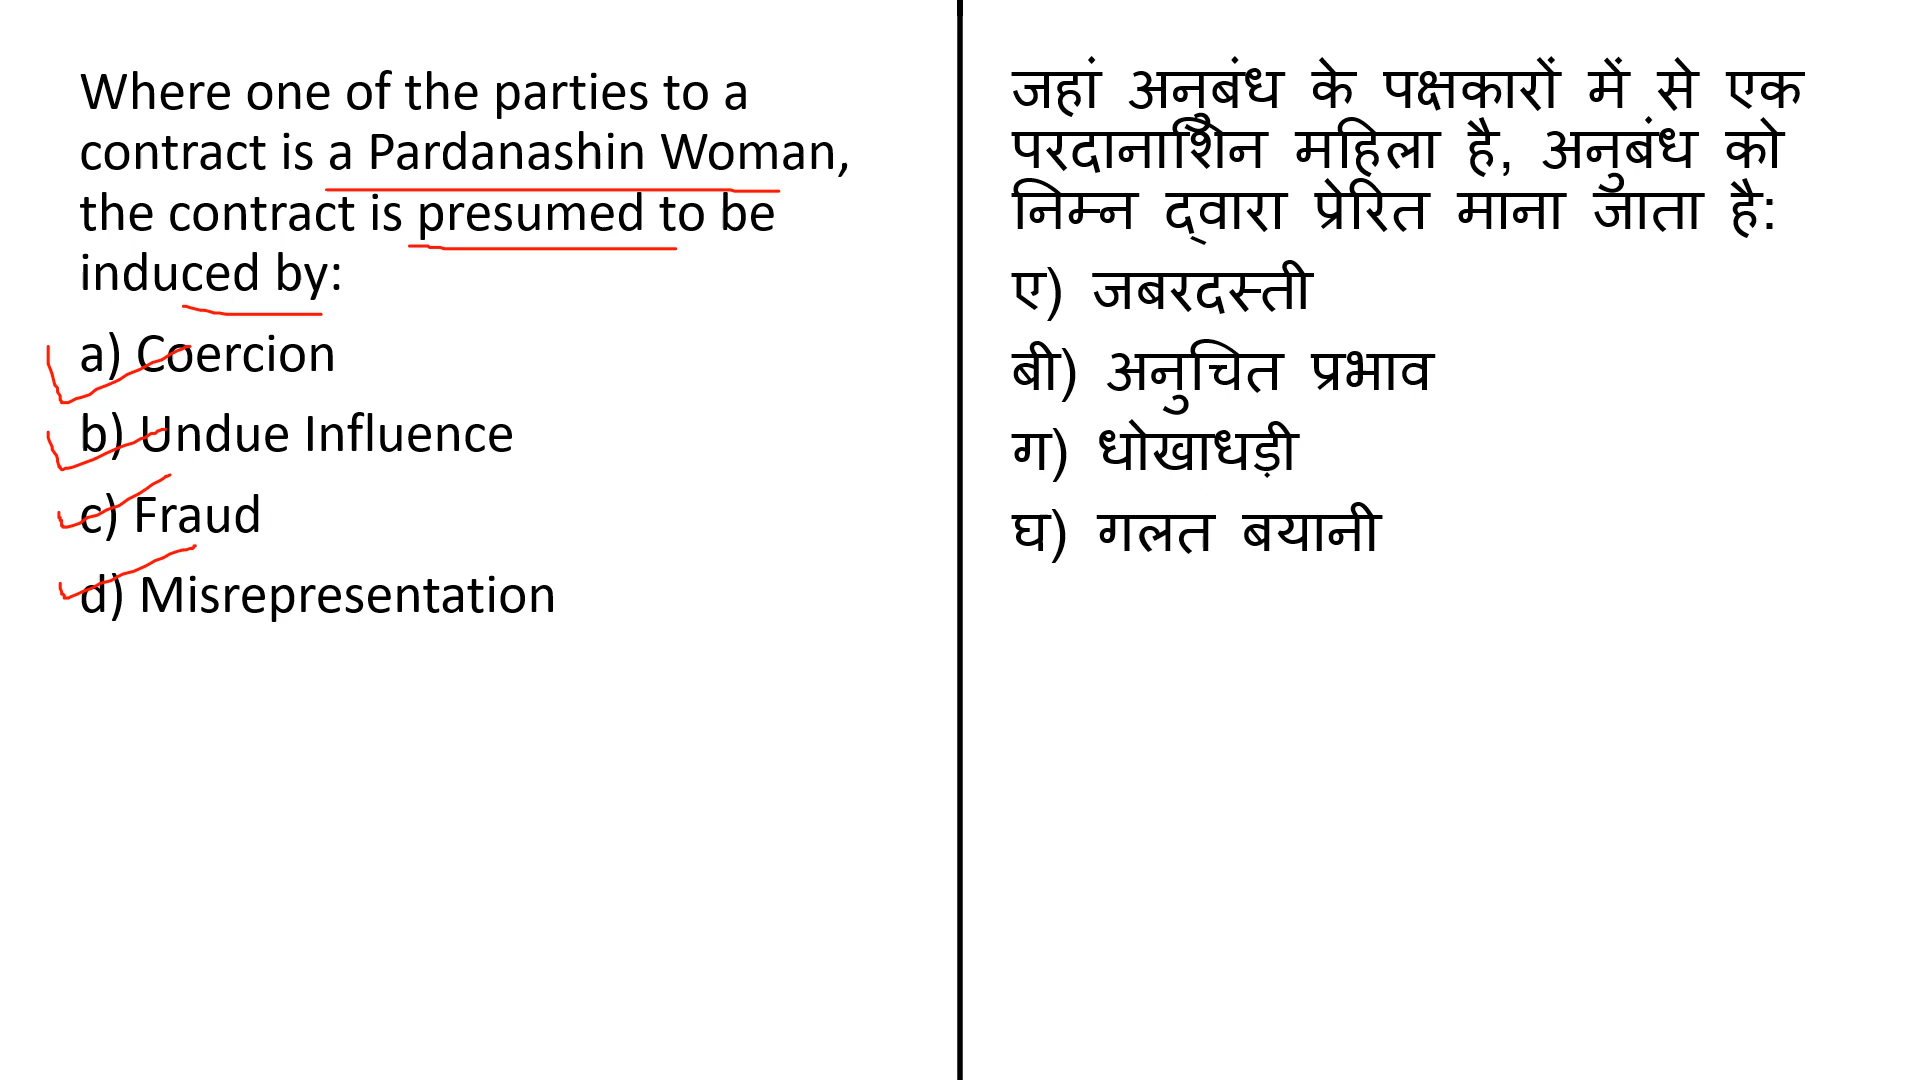 Where one of the parties to a
contract is a Pardanashin Woman,
the contract is presumed to be
induced by:
a) Coercion
b) Undue Influence
c) Fraud
d) Misrepresentation
जहां अनुबंध के पक्षकारों में से एक
परदानाशिन महिला है, अनुबंध को
निम्न द्वारा प्रेरित माना जाता है:
ए) जबरदस्ती
बी) अनुचित प्रभाव
ग) धोखाधड़ी
घ) गलत बयानी